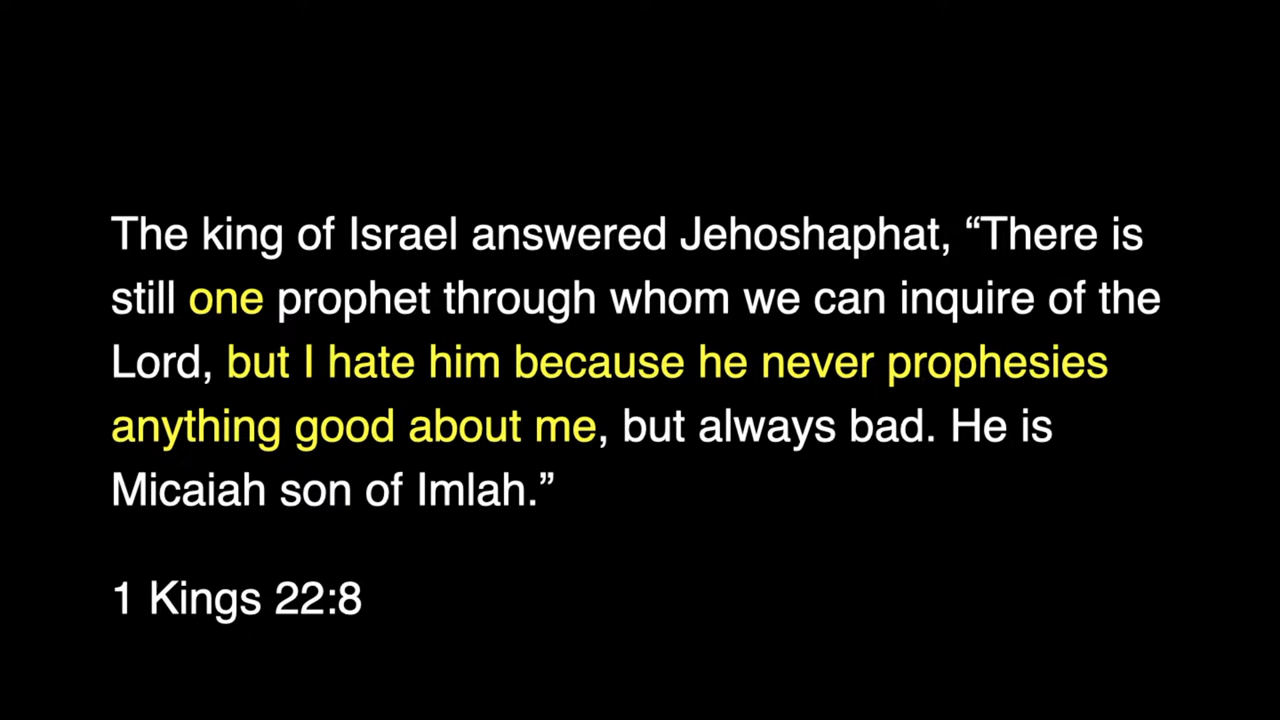 The king of Israel answered Jehoshaphat, “There is
still one prophet through whom we can inquire of the
Lord, but I hate him because he never prophesies
anything good about me, but always bad. He is
Micaiah son of Imlah.”
1 Kings 22:8